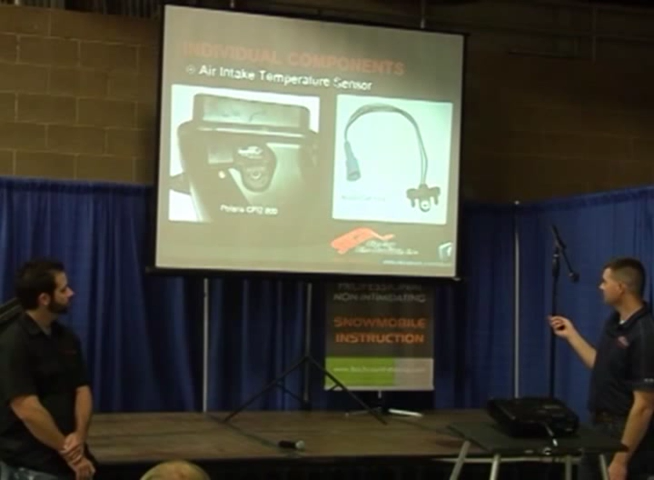 INDIVIDUAL COMPONENTS
Air Intake Temperature Sensor
Polaris CFI2 800
PROFESSIONAL
NON-INTIMIDATING
SNOWMOBILE
INSTRUCTION